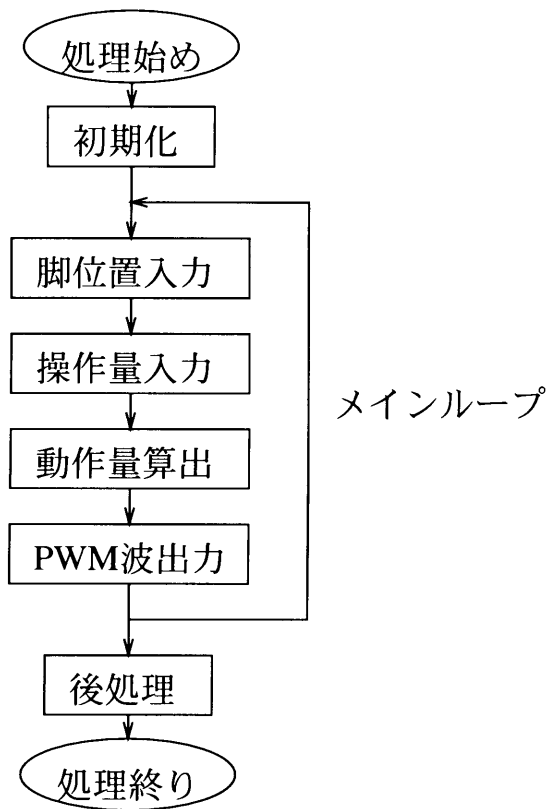 処理始め
初期化
脚位置入力
操作量入力
メインループ
動作量算出
PWM波出力
後処理
処理終り